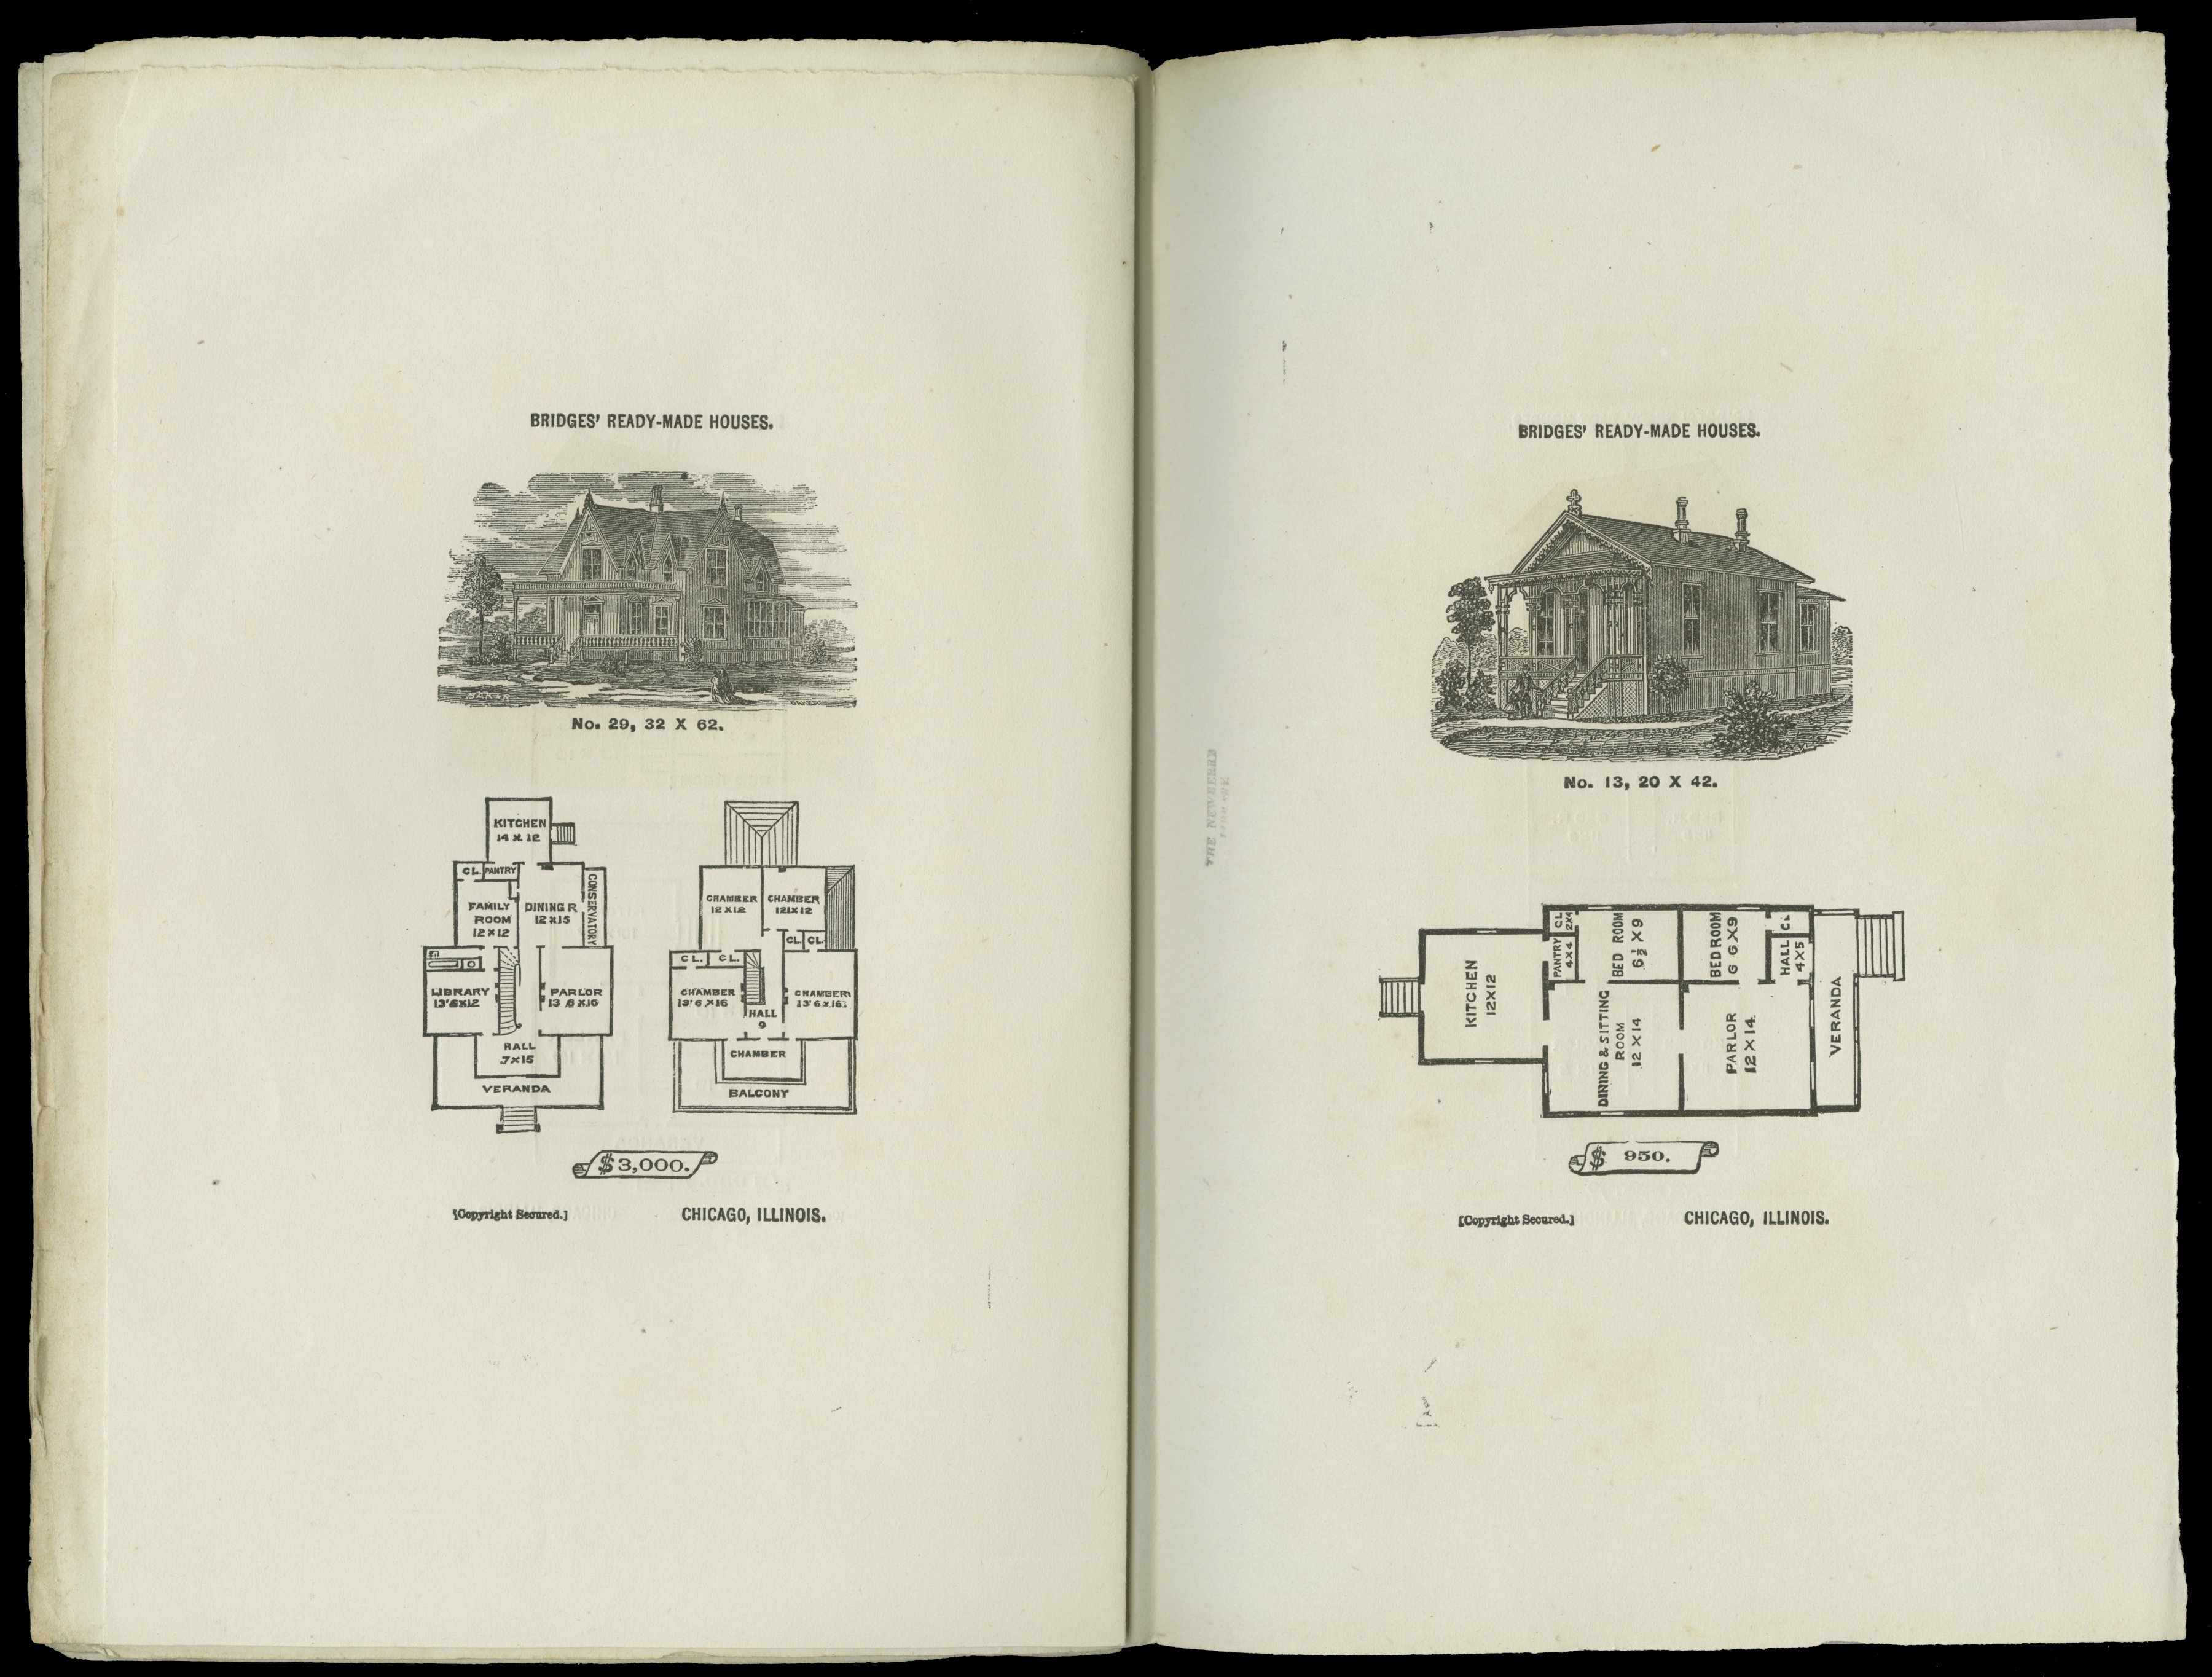 BRIDGES' READY-MADE HOUSES.
BAKER
No. 29, 32 X 62.
KITCHEN
14 X 12
CL.
PANTRY
FAMILY
ROOM
12 X 12
DINING R
12 X 15
CONSERVATORY
LIBRARY
13'6 X 12
PARLOR
13 6 X 16
HALL
7 X 15
VERANDA
CHAMBER
12 X 12
CHAMBER
12 X 12
CL.
CL.
CL.
CL.
CHAMBER
13'6 X 16
CHAMBER
13'6 X 16
HALL
9
CHAMBER
BALCONY
$3,000.
[Copyright Secured.]
CHICAGO, ILLINOIS.
BRIDGES' READY-MADE HOUSES.
No. 13, 20 X 42.
THE NEWBERRY
KITCHEN
12X12
CL
2X4
PANTRY
4X4
BED ROOM
6½ X 9
BED ROOM
6 6 X 9
CL
HALL
4X5
DINING & SITTING
ROOM
12 X 14
PARLOR
12 X 14
VERANDA
$ 950.
[Copyright Secured.]
CHICAGO, ILLINOIS.